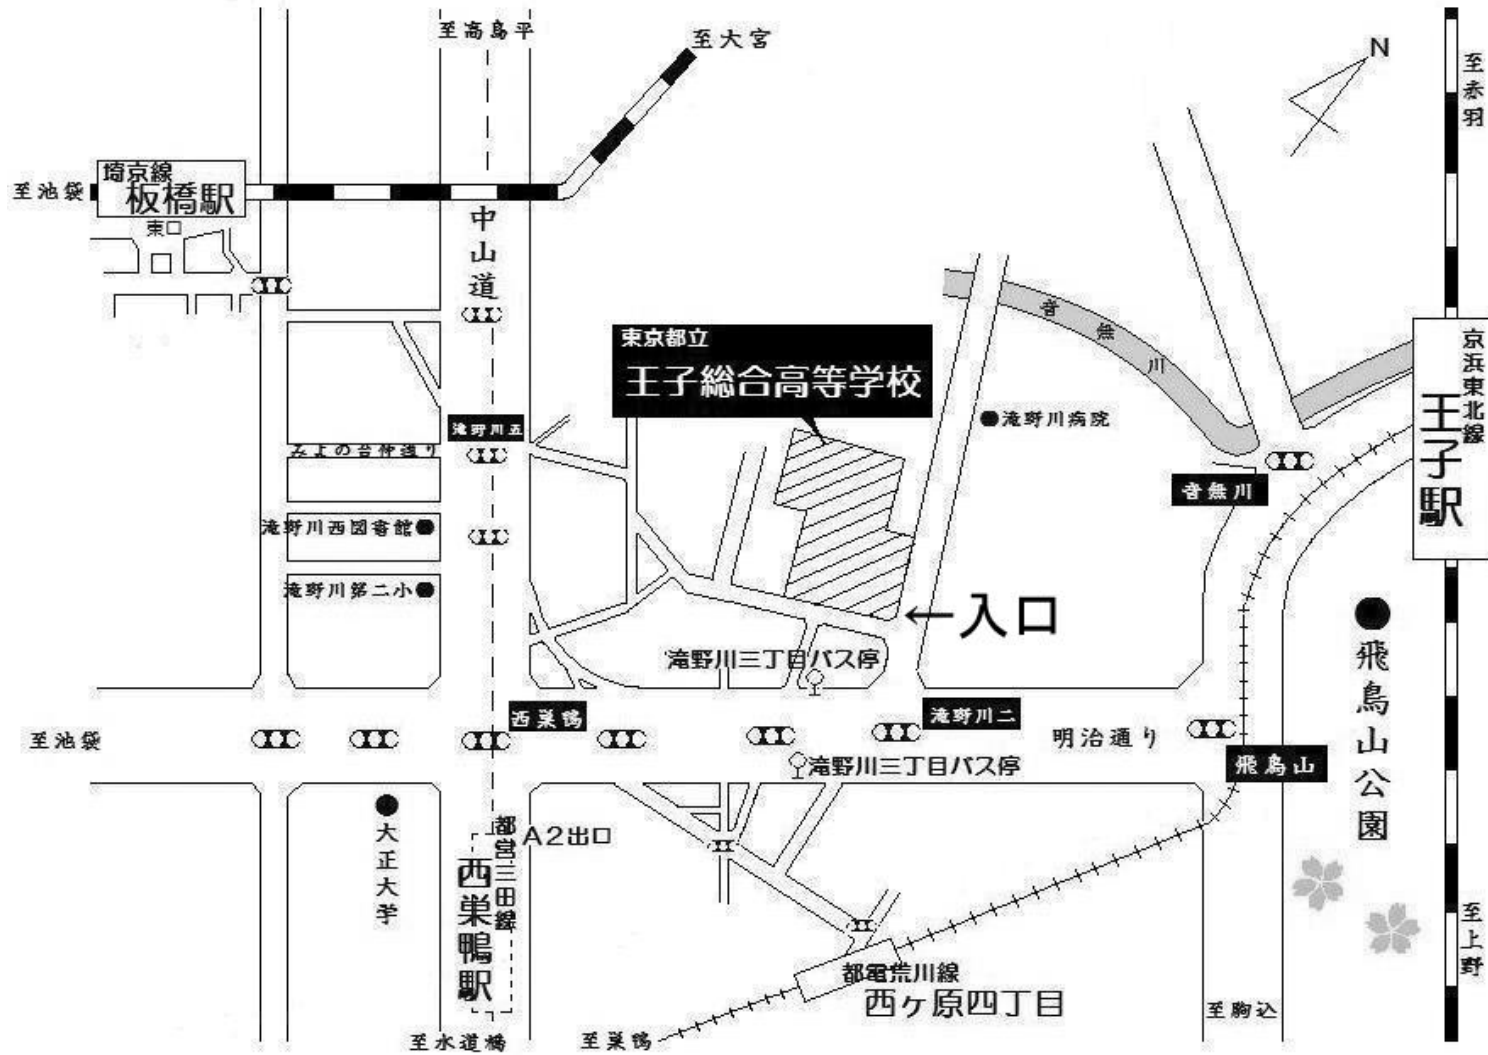 至高島平
至大宮
N
至赤羽
埼京線
板橋駅
至池袋
東口
中山道
東京都立
王子総合高等学校
音無川
京浜東北線
王子駅
滝野川病院
滝野川五
みよの台仲通り
音無川
滝野川西図書館
滝野川第二小
←入口
滝野川三丁目バス停
飛鳥山公園
西巣鴨
滝野川二
至池袋
明治通り
飛鳥山
滝野川三丁目バス停
大正大学
都営三田線
西巣鴨駅
A2出口
都電荒川線
西ヶ原四丁目
至上野
至水道橋
至巣鴨
至駒込